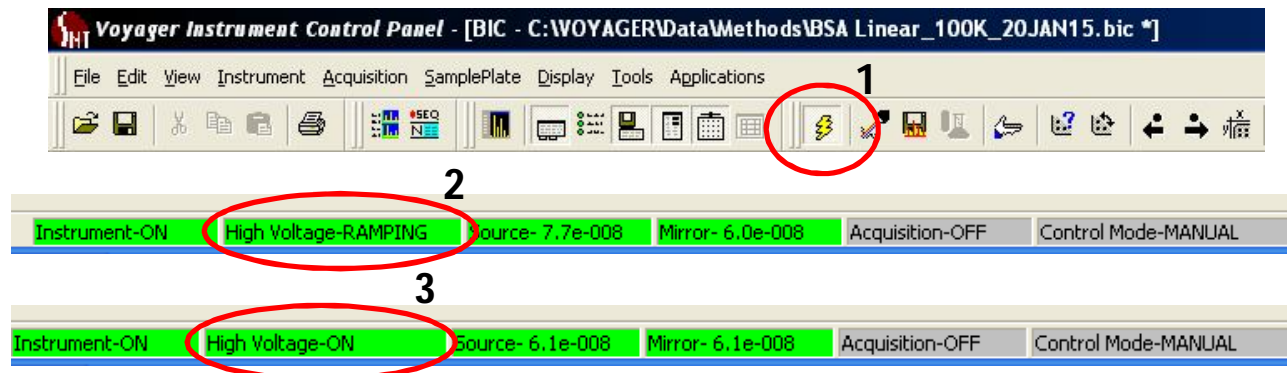 Voyager Instrument Control Panel - [BIC - C:\VOYAGER\Data\Methods\BSA Linear_100K_20JAN15.bic *]
File Edit View Instrument Acquisition SamplePlate Display Tools Applications
1
SEQ
2
Instrument-ON High Voltage-RAMPING Source- 7.7e-008 Mirror- 6.0e-008 Acquisition-OFF Control Mode-MANUAL
3
Instrument-ON High Voltage-ON Source- 6.1e-008 Mirror- 6.1e-008 Acquisition-OFF Control Mode-MANUAL